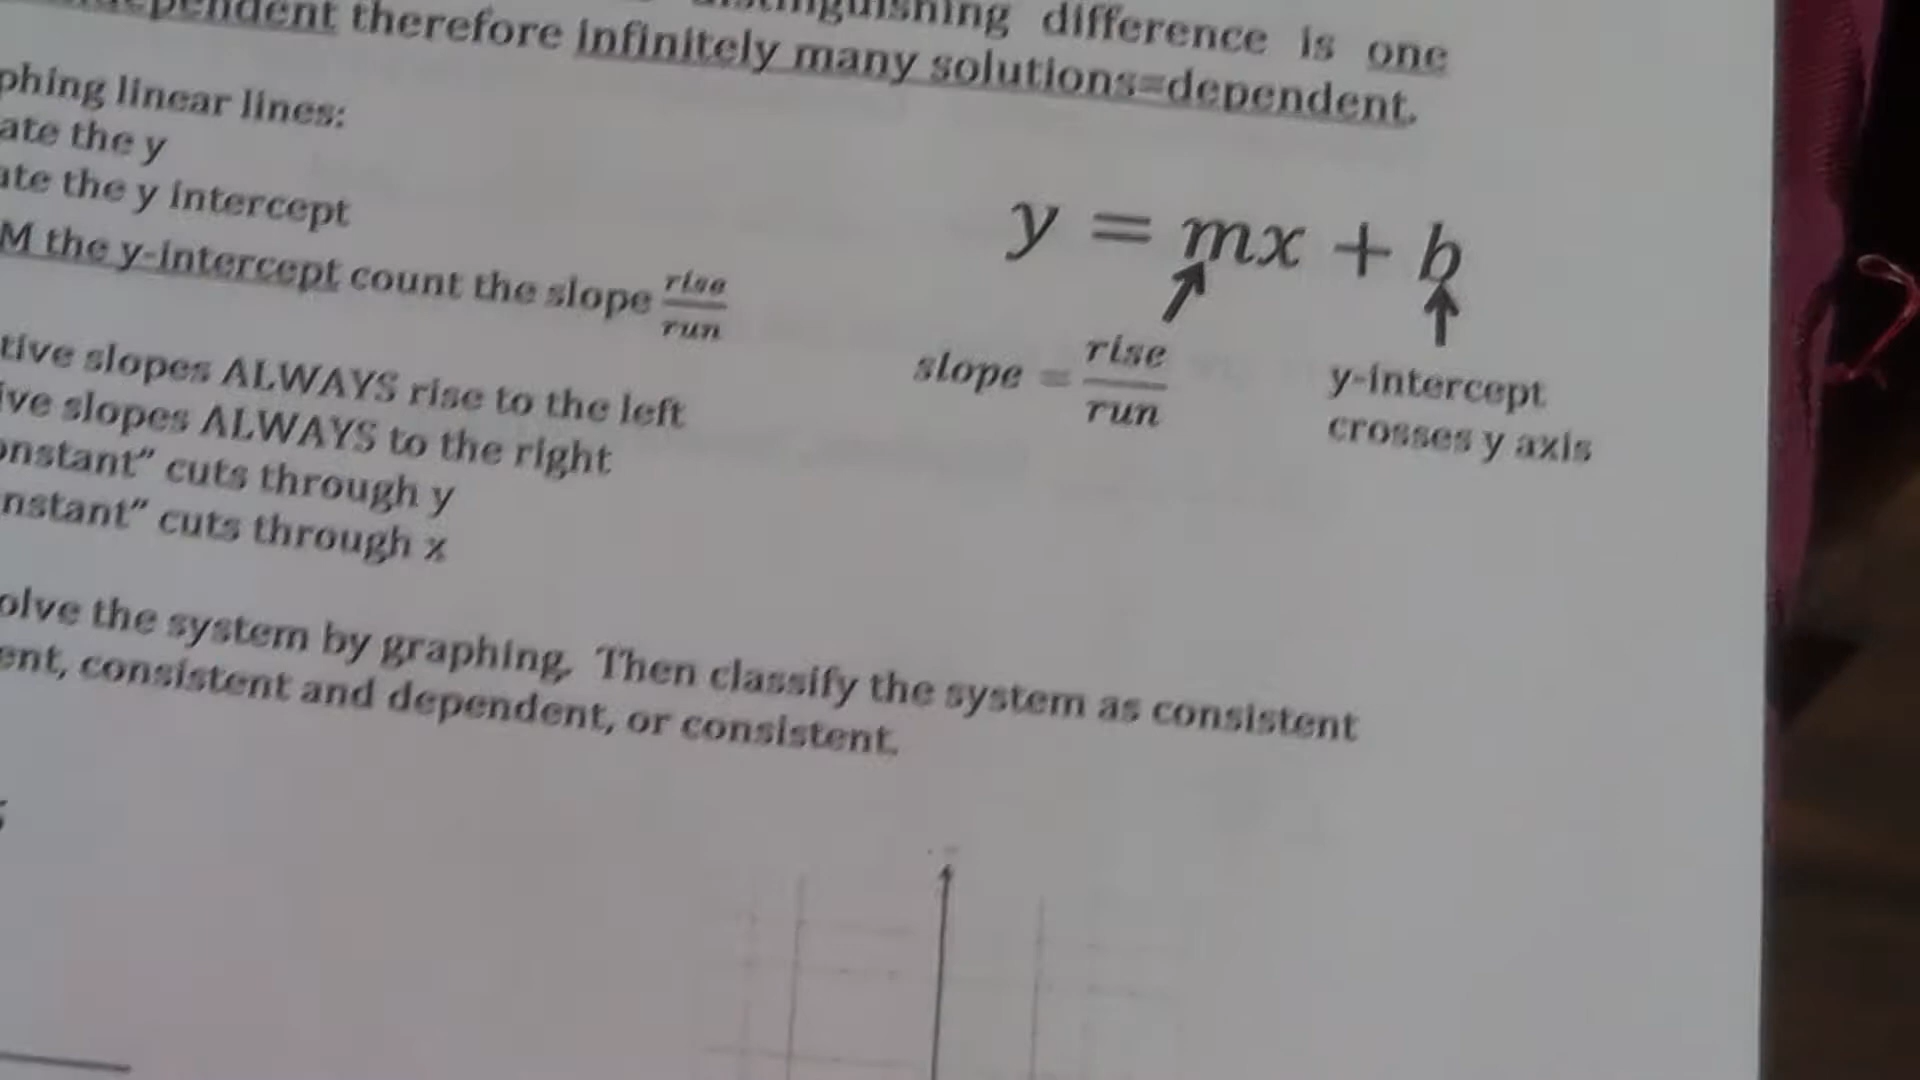 distinguishing difference is one
dependent therefore infinitely many solutions=dependent.
phing linear lines:
ate the y
ate the y intercept
M the y-intercept count the slope rise/run
y = mx + b
slope = rise/run
y-intercept
crosses y axis
tive slopes ALWAYS rise to the left
ive slopes ALWAYS to the right
onstant” cuts through y
nstant” cuts through x
olve the system by graphing. Then classify the system as consistent
ent, consistent and dependent, or consistent.